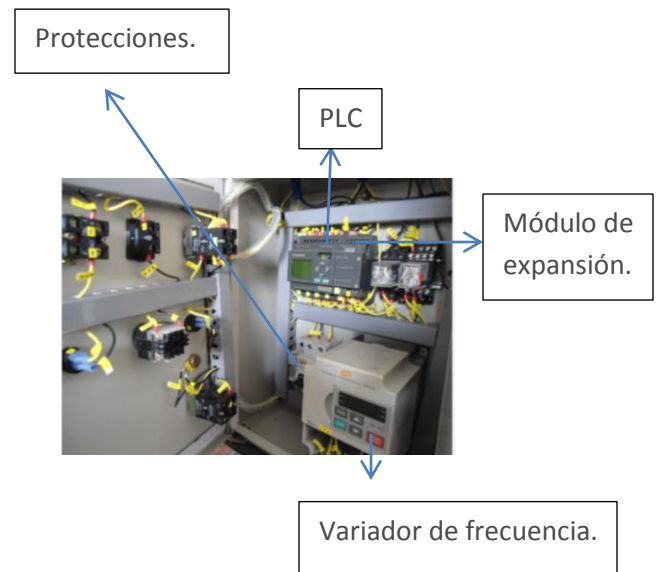 Protecciones.
PLC
Módulo de
expansión.
Variador de frecuencia.